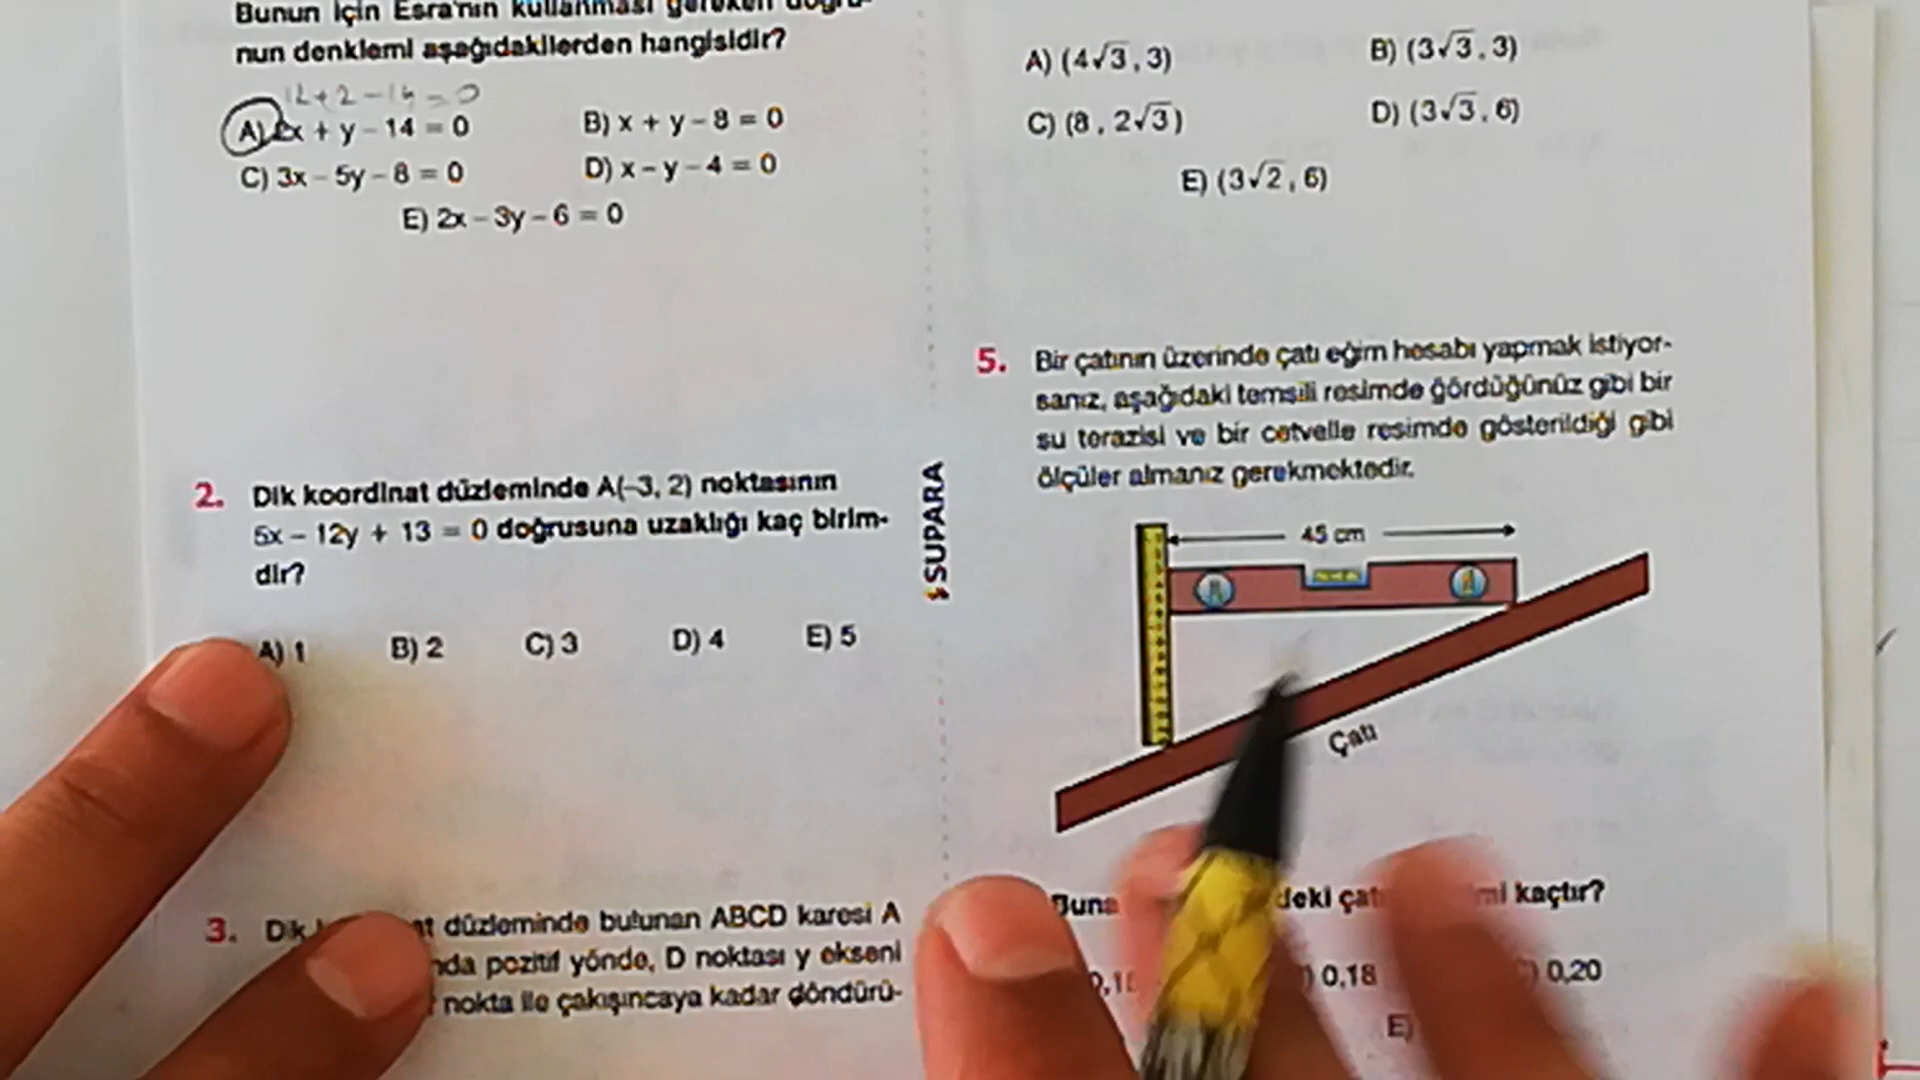 Bunun için Esra'nın kullanması gereken doğru-
nun denklemi aşağıdakilerden hangisidir?
12+2-14=0
A) 2x + y - 14 = 0
B) x + y - 8 = 0
C) 3x - 5y - 8 = 0
D) x - y - 4 = 0
E) 2x - 3y - 6 = 0
2. Dik koordinat düzleminde A(-3, 2) noktasının
5x - 12y + 13 = 0 doğrusuna uzaklığı kaç birim-
dir?
A) 1 B) 2 C) 3 D) 4 E) 5
3. düzleminde bulunan ABCD karesi A
pozitif yönde, D noktası y ekseni
nokta ile çakışıncaya kadar döndürü-
SUPARA
A) (4√3, 3)
B) (3√3, 3)
C) (8, 2√3)
D) (3√3, 6)
E) (3√2, 6)
5. Bir çatının üzerinde çatı eğim hesabı yapmak istiyor-
sanız, aşağıdaki temsili resimde gördüğünüz gibi bir
su terazisi ve bir cetvelle resimde gösterildiği gibi
ölçüler almanız gerekmektedir.
45 cm
Çatı
kaçtır?
0,18
0,20
E)